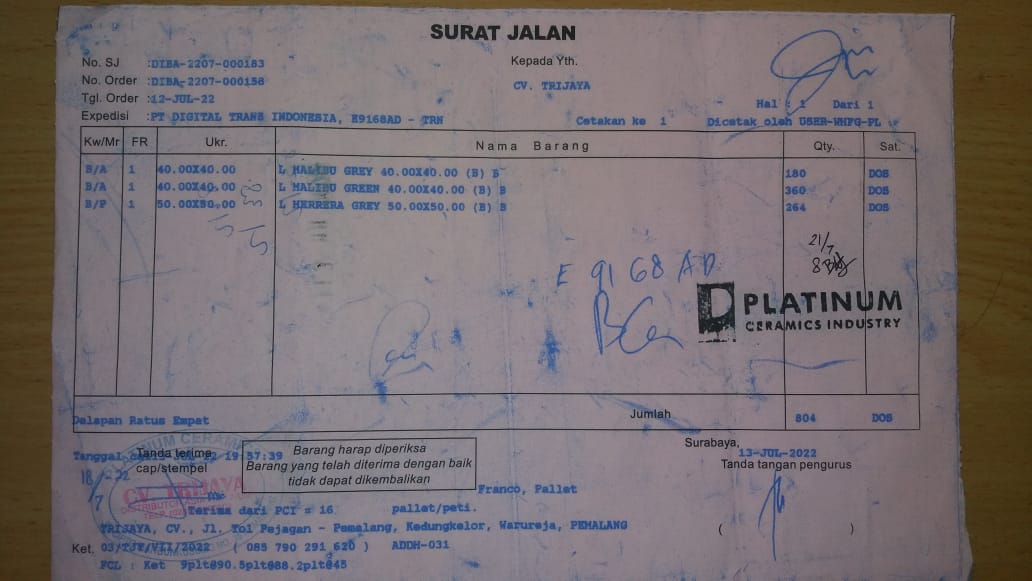 SURAT JALAN
No. SJ :DIBA-2207-000183
No. Order :DIBA-2207-000158
Tgl. Order :12-JUL-22
Expedisi :PT DIGITAL TRANS INDONESIA, E9168AD - TRN
Kepada Yth.
CV. TRIJAYA
Hal : 1 Dari 1
Cetakan ke 1 Dicetak oleh USER-WHFG-PL
Kw/Mr FR Ukr. Nama Barang Qty. Sat.
B/A 1 40.00X40.00 L MALIBU GREY 40.00X40.00 (B) B 180 DOS
B/A 1 40.00X40.00 L MALIBU GREEN 40.00X40.00 (B) B 360 DOS
B/P 1 50.00X50.00 L HERRERA GREY 50.00X50.00 (B) B 264 DOS
21/7
E 9168 AD
PLATINUM
CERAMICS INDUSTRY
Delapan Ratus Empat Jumlah 804 DOS
Surabaya,
13-JUL-2022
Tanda tangan pengurus
( )
Tanggal 22 19:57:39
Tanda terima
cap/stempel
Barang harap diperiksa
Barang yang telah diterima dengan baik
tidak dapat dikembalikan
18/7-22
CV. TRIJAYA
Franco, Pallet
Terima dari PCI = 16 pallet/peti.
TRIJAYA, CV., Jl. Tol Pejagan - Pemalang, Kedungkelor, Warureja, PEMALANG
Ket. 03/TJY/VII/2022 ( 085 790 291 620 ) ADDH-031
FCL : Ket 9plt@90.5plt@88.2plt@45